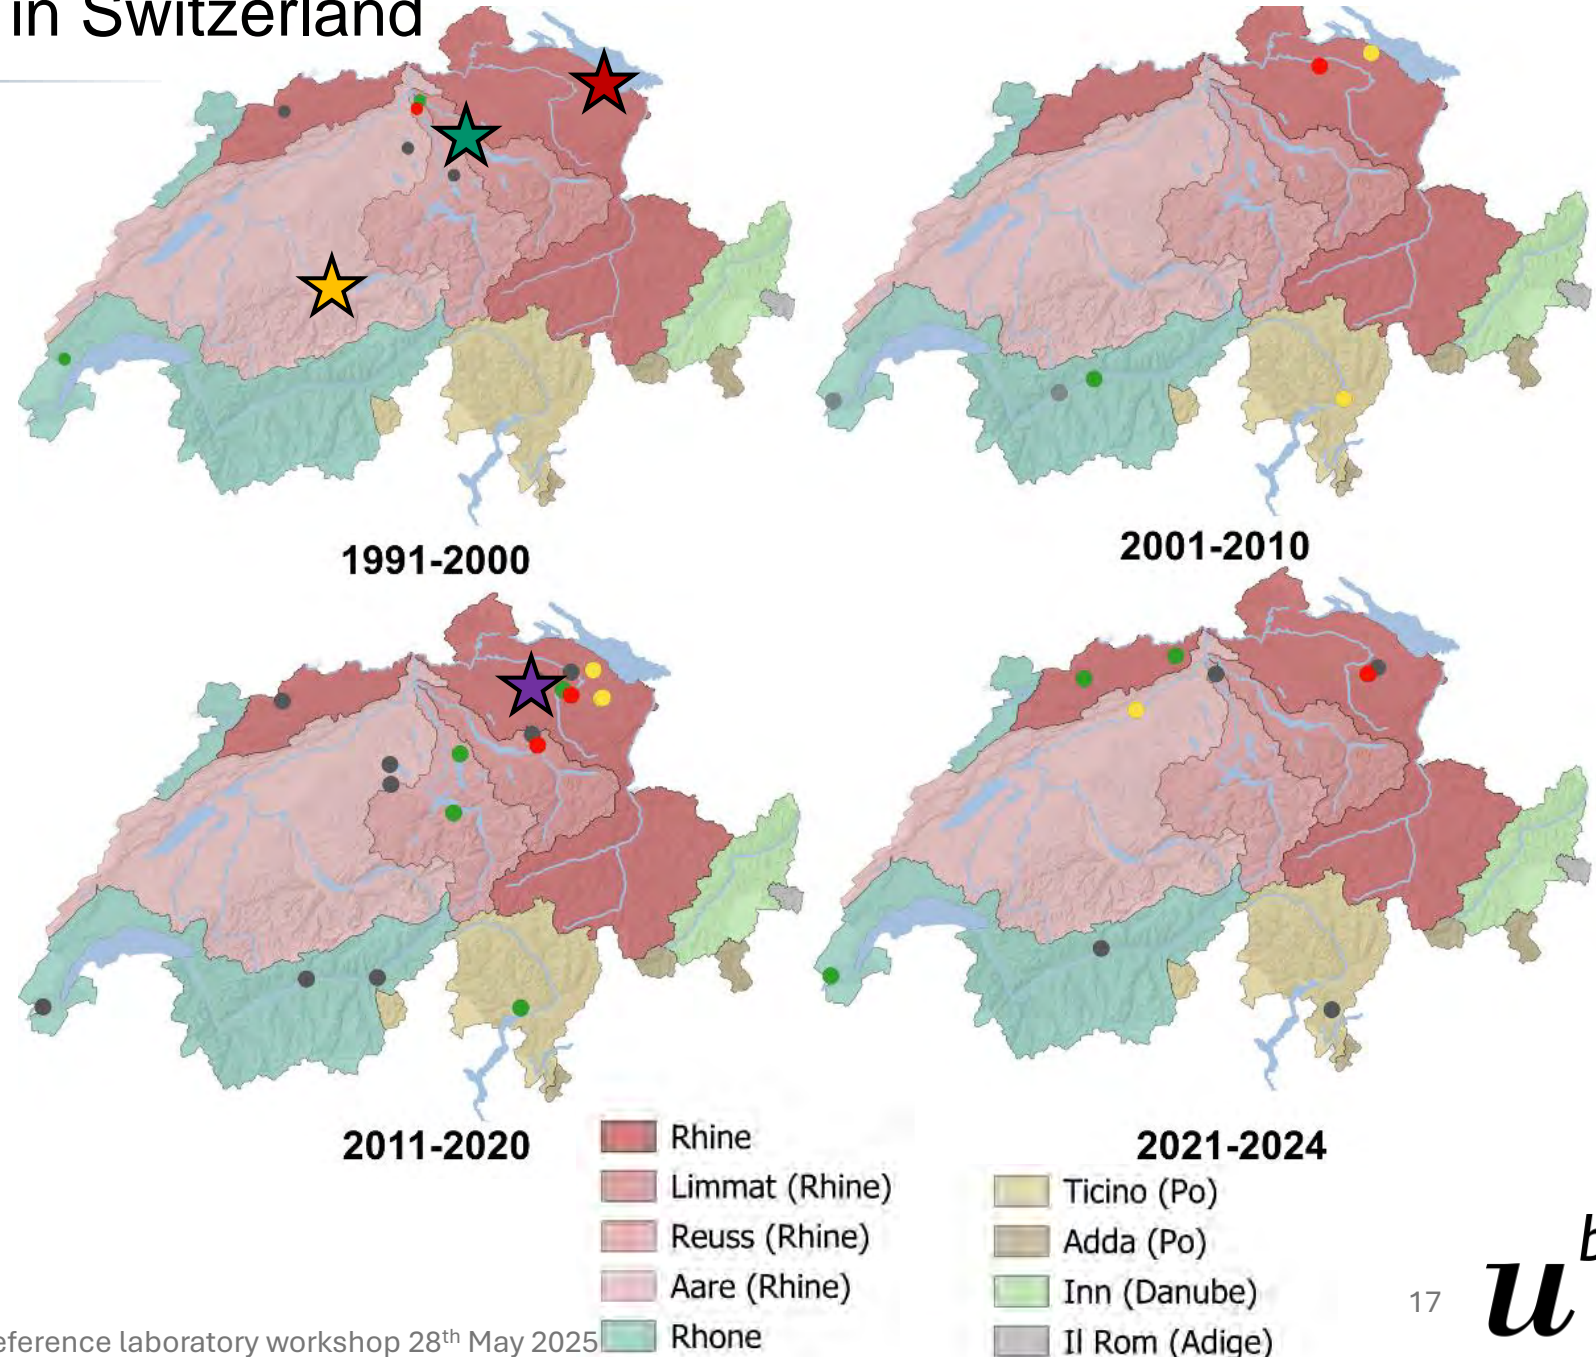 in Switzerland
1991-2000
2001-2010
2011-2020
2021-2024
Rhine
Limmat (Rhine)
Reuss (Rhine)
Aare (Rhine)
Rhone
Ticino (Po)
Adda (Po)
Inn (Danube)
Il Rom (Adige)
eference laboratory workshop 28th May 2025
17
u
b